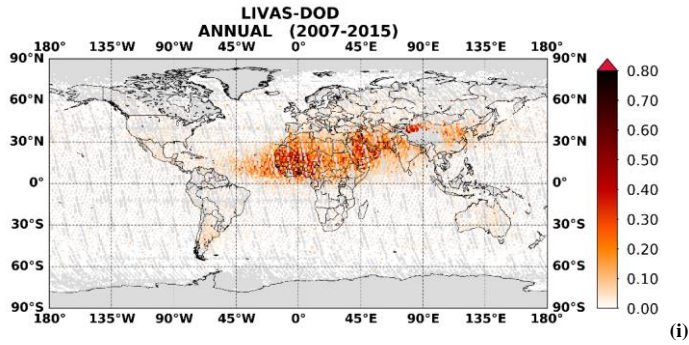 LIVAS-DOD
ANNUAL (2007-2015)
180° 135°W 90°W 45°W 0° 45°E 90°E 135°E 180°
90°N 90°N 0.80
60°N 60°N 0.70
0.60
30°N 30°N 0.50
0° 0° 0.40
30°S 30°S 0.30
0.20
60°S 60°S 0.10
90°S 90°S 0.00
180° 135°W 90°W 45°W 0° 45°E 90°E 135°E 180°
(i)